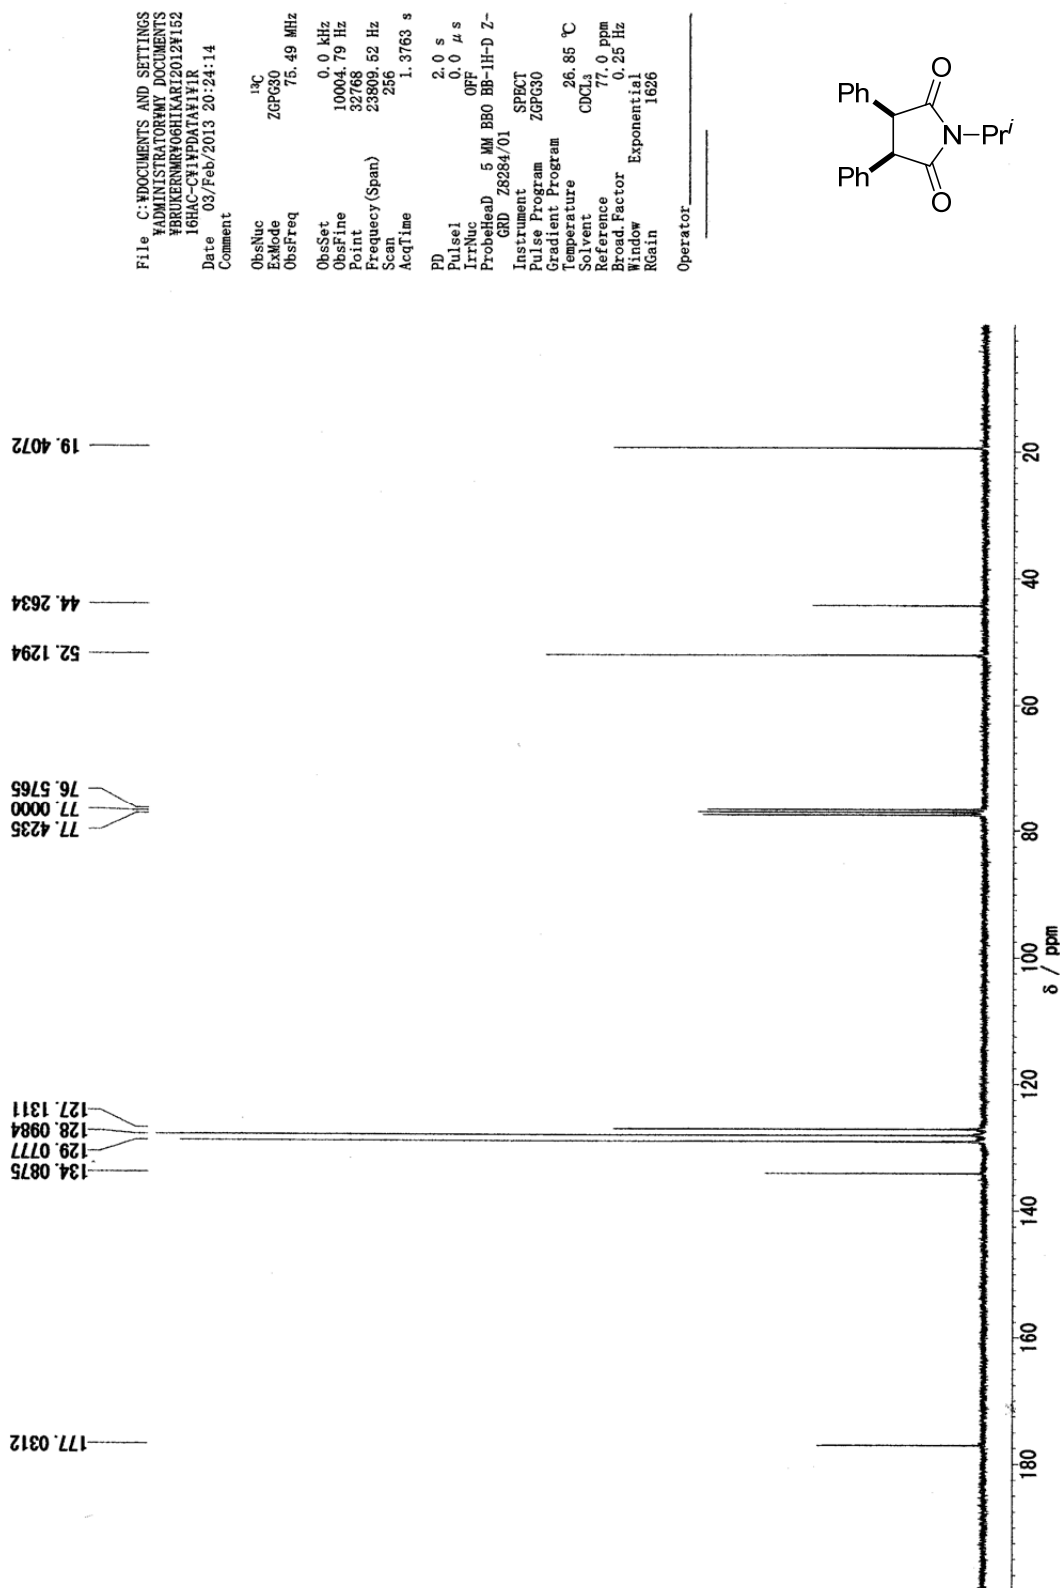 File C:¥DOCUMENTS AND SETTINGS
¥ADMINISTRATOR¥MY DOCUMENTS
¥BRUKERNMR¥06HIKARI2012¥152
16HAC-C¥1¥PDATA¥1¥1R
Date 03/Feb/2013 20:24:14
Comment
ObsNuc 13C
ExMode ZGPG30
ObsFreq 75.49 MHz
ObsSet 0.0 kHz
ObsFine 10004.79 Hz
Point 32768
Frequecy(Span) 23809.52 Hz
Scan 256
AcqTime 1.3763 s
PD 2.0 s
Pulse1 0.0 μs
IrrNuc OFF
ProbeHeaD 5 MM BBO BB-1H-D Z-
GRD Z8284/01
Instrument SPECT
Pulse Program ZGPG30
Gradient Program
Temperature 26.85 ℃
Solvent CDCL3
Reference 77.0 ppm
Broad.Factor 0.25 Hz
Window Exponential
RGain 1626
Operator
Ph
Ph
O
N
O
Pri
19.4072
44.2634
52.1294
76.5765
77.0000
77.4235
127.1311
128.0984
129.0777
134.0875
177.0312
20
40
60
80
100
120
140
160
180
δ / ppm